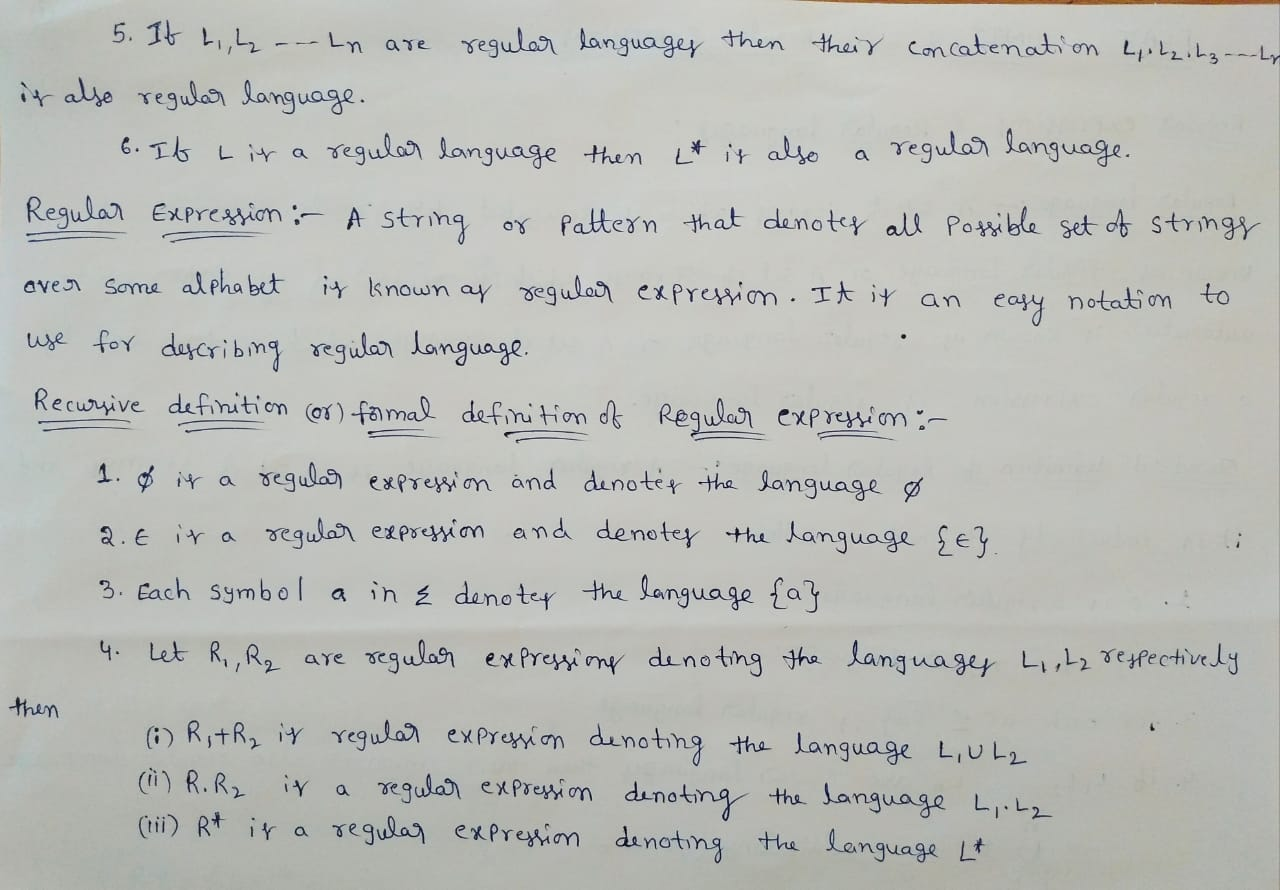 5. If L₁,L₂ --- Ln are regular languages then their concatenation L₁.L₂.L₃---Ln
is also regular language.
6. If L is a regular language then L* is also a regular language.
Regular Expression :- A string or Pattern that denotes all Possible set of strings
over some alphabet is known as regular expression. It is an easy notation to
use for describing regular language.
Recursive definition (or) formal definition of Regular expression :-
1. ϕ is a regular expression and denotes the language ϕ
2. ϵ is a regular expression and denotes the language {ϵ}.
3. Each symbol a in Σ denotes the language {a}
4. Let R₁,R₂ are regular expressions denoting the languages L₁,L₂ respectively
then
(i) R₁+R₂ is regular expression denoting the language L₁∪L₂
(ii) R.R₂ is a regular expression denoting the language L₁.L₂
(iii) R* is a regular expression denoting the language L*